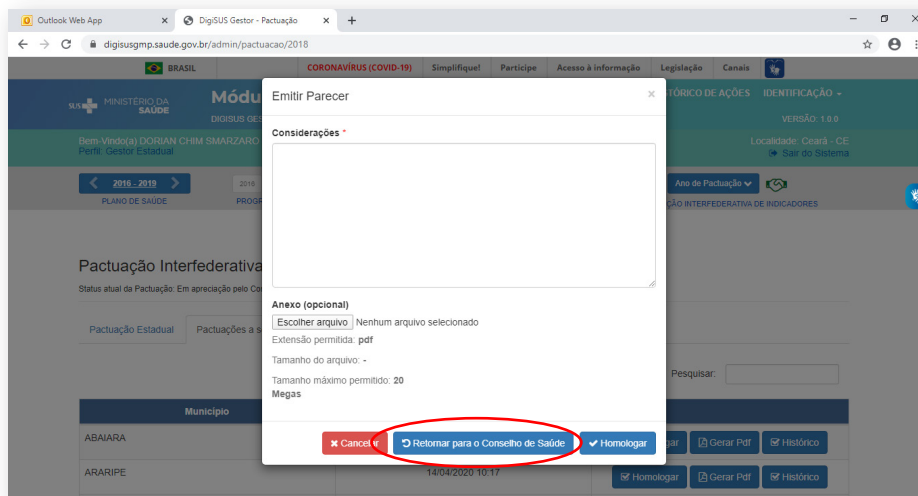 Outlook Web App
DigiSUS Gestor - Pactuação
digisusgmp.saude.gov.br/admin/pactuacao/2018
BRASIL CORONAVÍRUS (COVID-19) Simplifique! Participe Acesso à informação Legislação Canais
SUS MINISTÉRIO DA SAÚDE
Módu
DIGISUS GES
TÓRICO DE AÇÕES IDENTIFICAÇÃO
VERSÃO: 1.0.0
Bem-Vindo(a) DORIAN CHIM SMARZARO
Perfil: Gestor Estadual
Localidade: Ceará - CE
Sair do Sistema
2016 - 2019
2016
Ano de Pactuação
PLANO DE SAÚDE
PROGR
ÇÃO INTERFEDERATIVA DE INDICADORES
Emitir Parecer ×
Considerações *
Anexo (opcional)
Escolher arquivo Nenhum arquivo selecionado
Extensão permitida: pdf
Tamanho do arquivo: -
Tamanho máximo permitido: 20
Megas
Cancelar Retornar para o Conselho de Saúde Homologar
Pactuação Interfederativa
Status atual da Pactuação: Em apreciação pelo Co
Pactuação Estadual Pactuações a s
Pesquisar:
Município
ABAIARA gar Gerar Pdf Histórico
ARARIPE 14/04/2020 10:17 Homologar Gerar Pdf Histórico